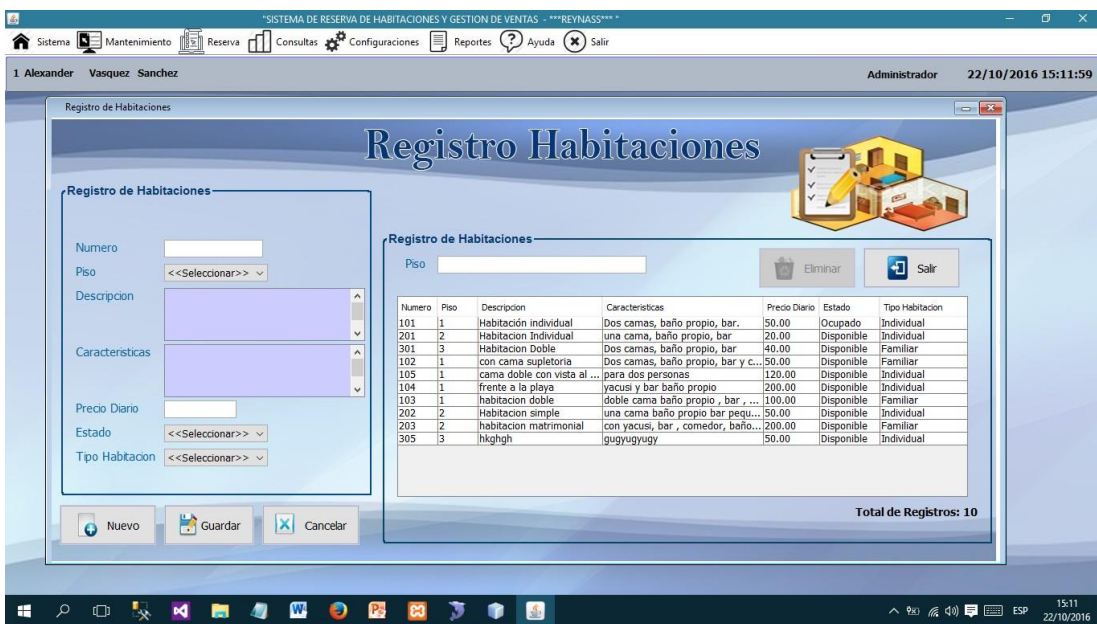 "SISTEMA DE RESERVA DE HABITACIONES Y GESTION DE VENTAS - ***REYNASS*** "
Sistema Mantenimiento Reserva Consultas Configuraciones Reportes Ayuda Salir
1 Alexander Vasquez Sanchez Administrador 22/10/2016 15:11:59
Registro de Habitaciones
Registro Habitaciones
Registro de Habitaciones
Numero
Piso <<Seleccionar>>
Descripcion
Caracteristicas
Precio Diario
Estado <<Seleccionar>>
Tipo Habitacion <<Seleccionar>>
Nuevo Guardar Cancelar
Registro de Habitaciones
Piso Eliminar Salir
Numero Piso Descripcion Caracteristicas Precio Diario Estado Tipo Habitacion
101 1 Habitación individual Dos camas, baño propio, bar. 50.00 Ocupado Individual
201 2 Habitacion Individual una cama, baño propio, bar 20.00 Disponible Individual
301 3 Habitacion Doble Dos camas, baño propio, bar 40.00 Disponible Familiar
102 1 con cama supletoria Dos camas, baño propio, bar y c... 50.00 Disponible Familiar
105 1 cama doble con vista al ... para dos personas 120.00 Disponible Individual
104 1 frente a la playa yacusi y bar baño propio 200.00 Disponible Individual
103 1 habitacion doble doble cama baño propio , bar , ... 100.00 Disponible Familiar
202 2 Habitacion simple una cama baño propio bar pequ... 50.00 Disponible Individual
203 2 habitacion matrimonial con yacusi, bar , comedor, baño... 200.00 Disponible Familiar
305 3 hkghgh gugyugyugy 50.00 Disponible Individual
Total de Registros: 10
ESP 15:11
22/10/2016